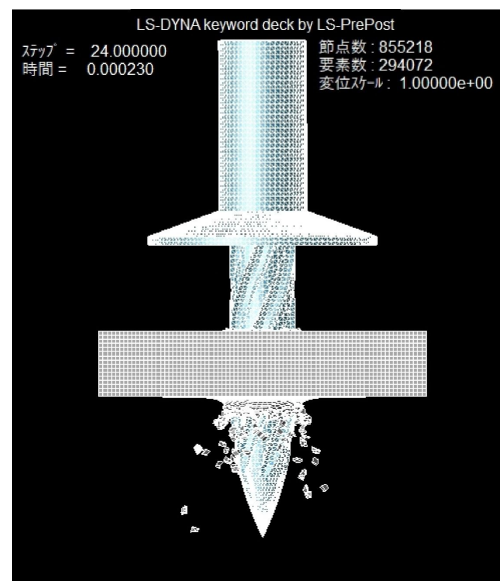 LS-DYNA keyword deck by LS-PrePost
ｽﾃｯﾌﾟ = 24.000000
時間 = 0.000230
節点数 : 855218
要素数 : 294072
変位ｽｹｰﾙ : 1.00000e+00